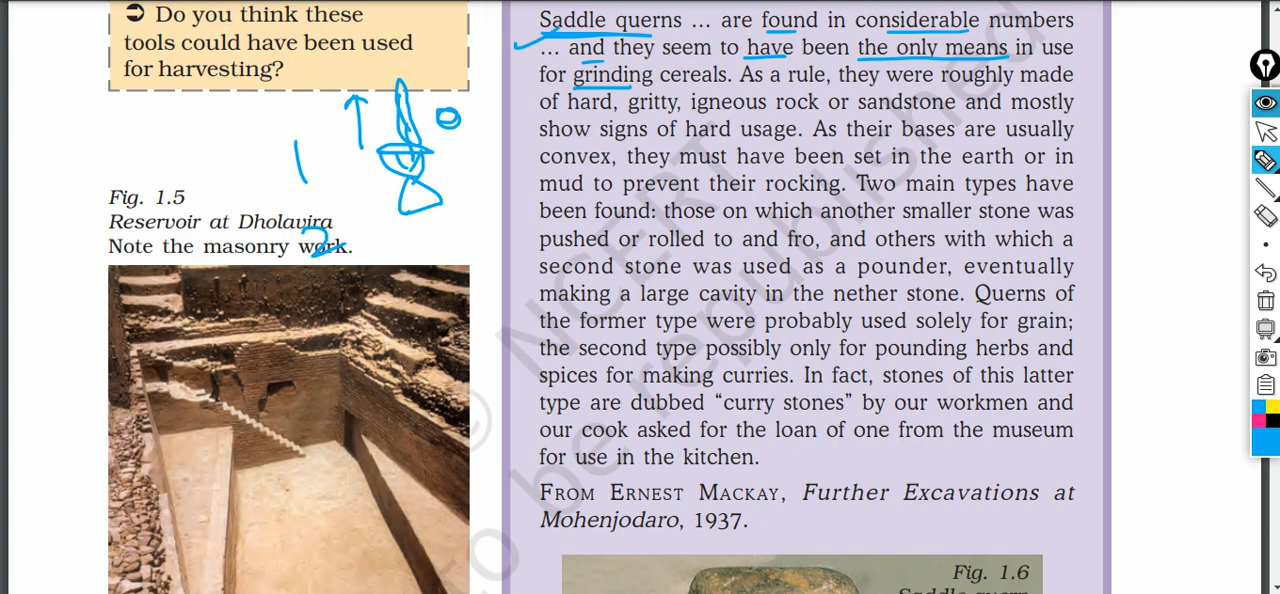 ➲ Do you think these
tools could have been used
for harvesting?
1
Fig. 1.5
Reservoir at Dholavira
Note the masonry work.
2
Saddle querns ... are found in considerable numbers
... and they seem to have been the only means in use
for grinding cereals. As a rule, they were roughly made
of hard, gritty, igneous rock or sandstone and mostly
show signs of hard usage. As their bases are usually
convex, they must have been set in the earth or in
mud to prevent their rocking. Two main types have
been found: those on which another smaller stone was
pushed or rolled to and fro, and others with which a
second stone was used as a pounder, eventually
making a large cavity in the nether stone. Querns of
the former type were probably used solely for grain;
the second type possibly only for pounding herbs and
spices for making curries. In fact, stones of this latter
type are dubbed “curry stones” by our workmen and
our cook asked for the loan of one from the museum
for use in the kitchen.
FROM ERNEST MACKAY, Further Excavations at
Mohenjodaro, 1937.
Fig. 1.6
Saddle quern
© NCERT
to be republished